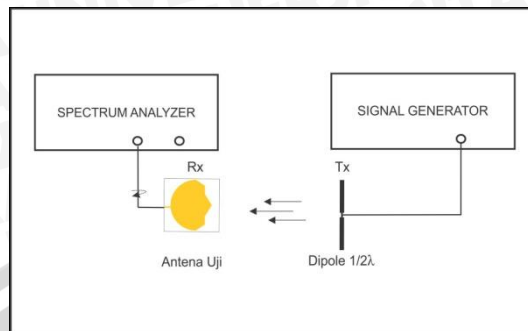 SPECTRUM ANALYZER
SIGNAL GENERATOR
Rx
Tx
Antena Uji
Dipole 1/2λ